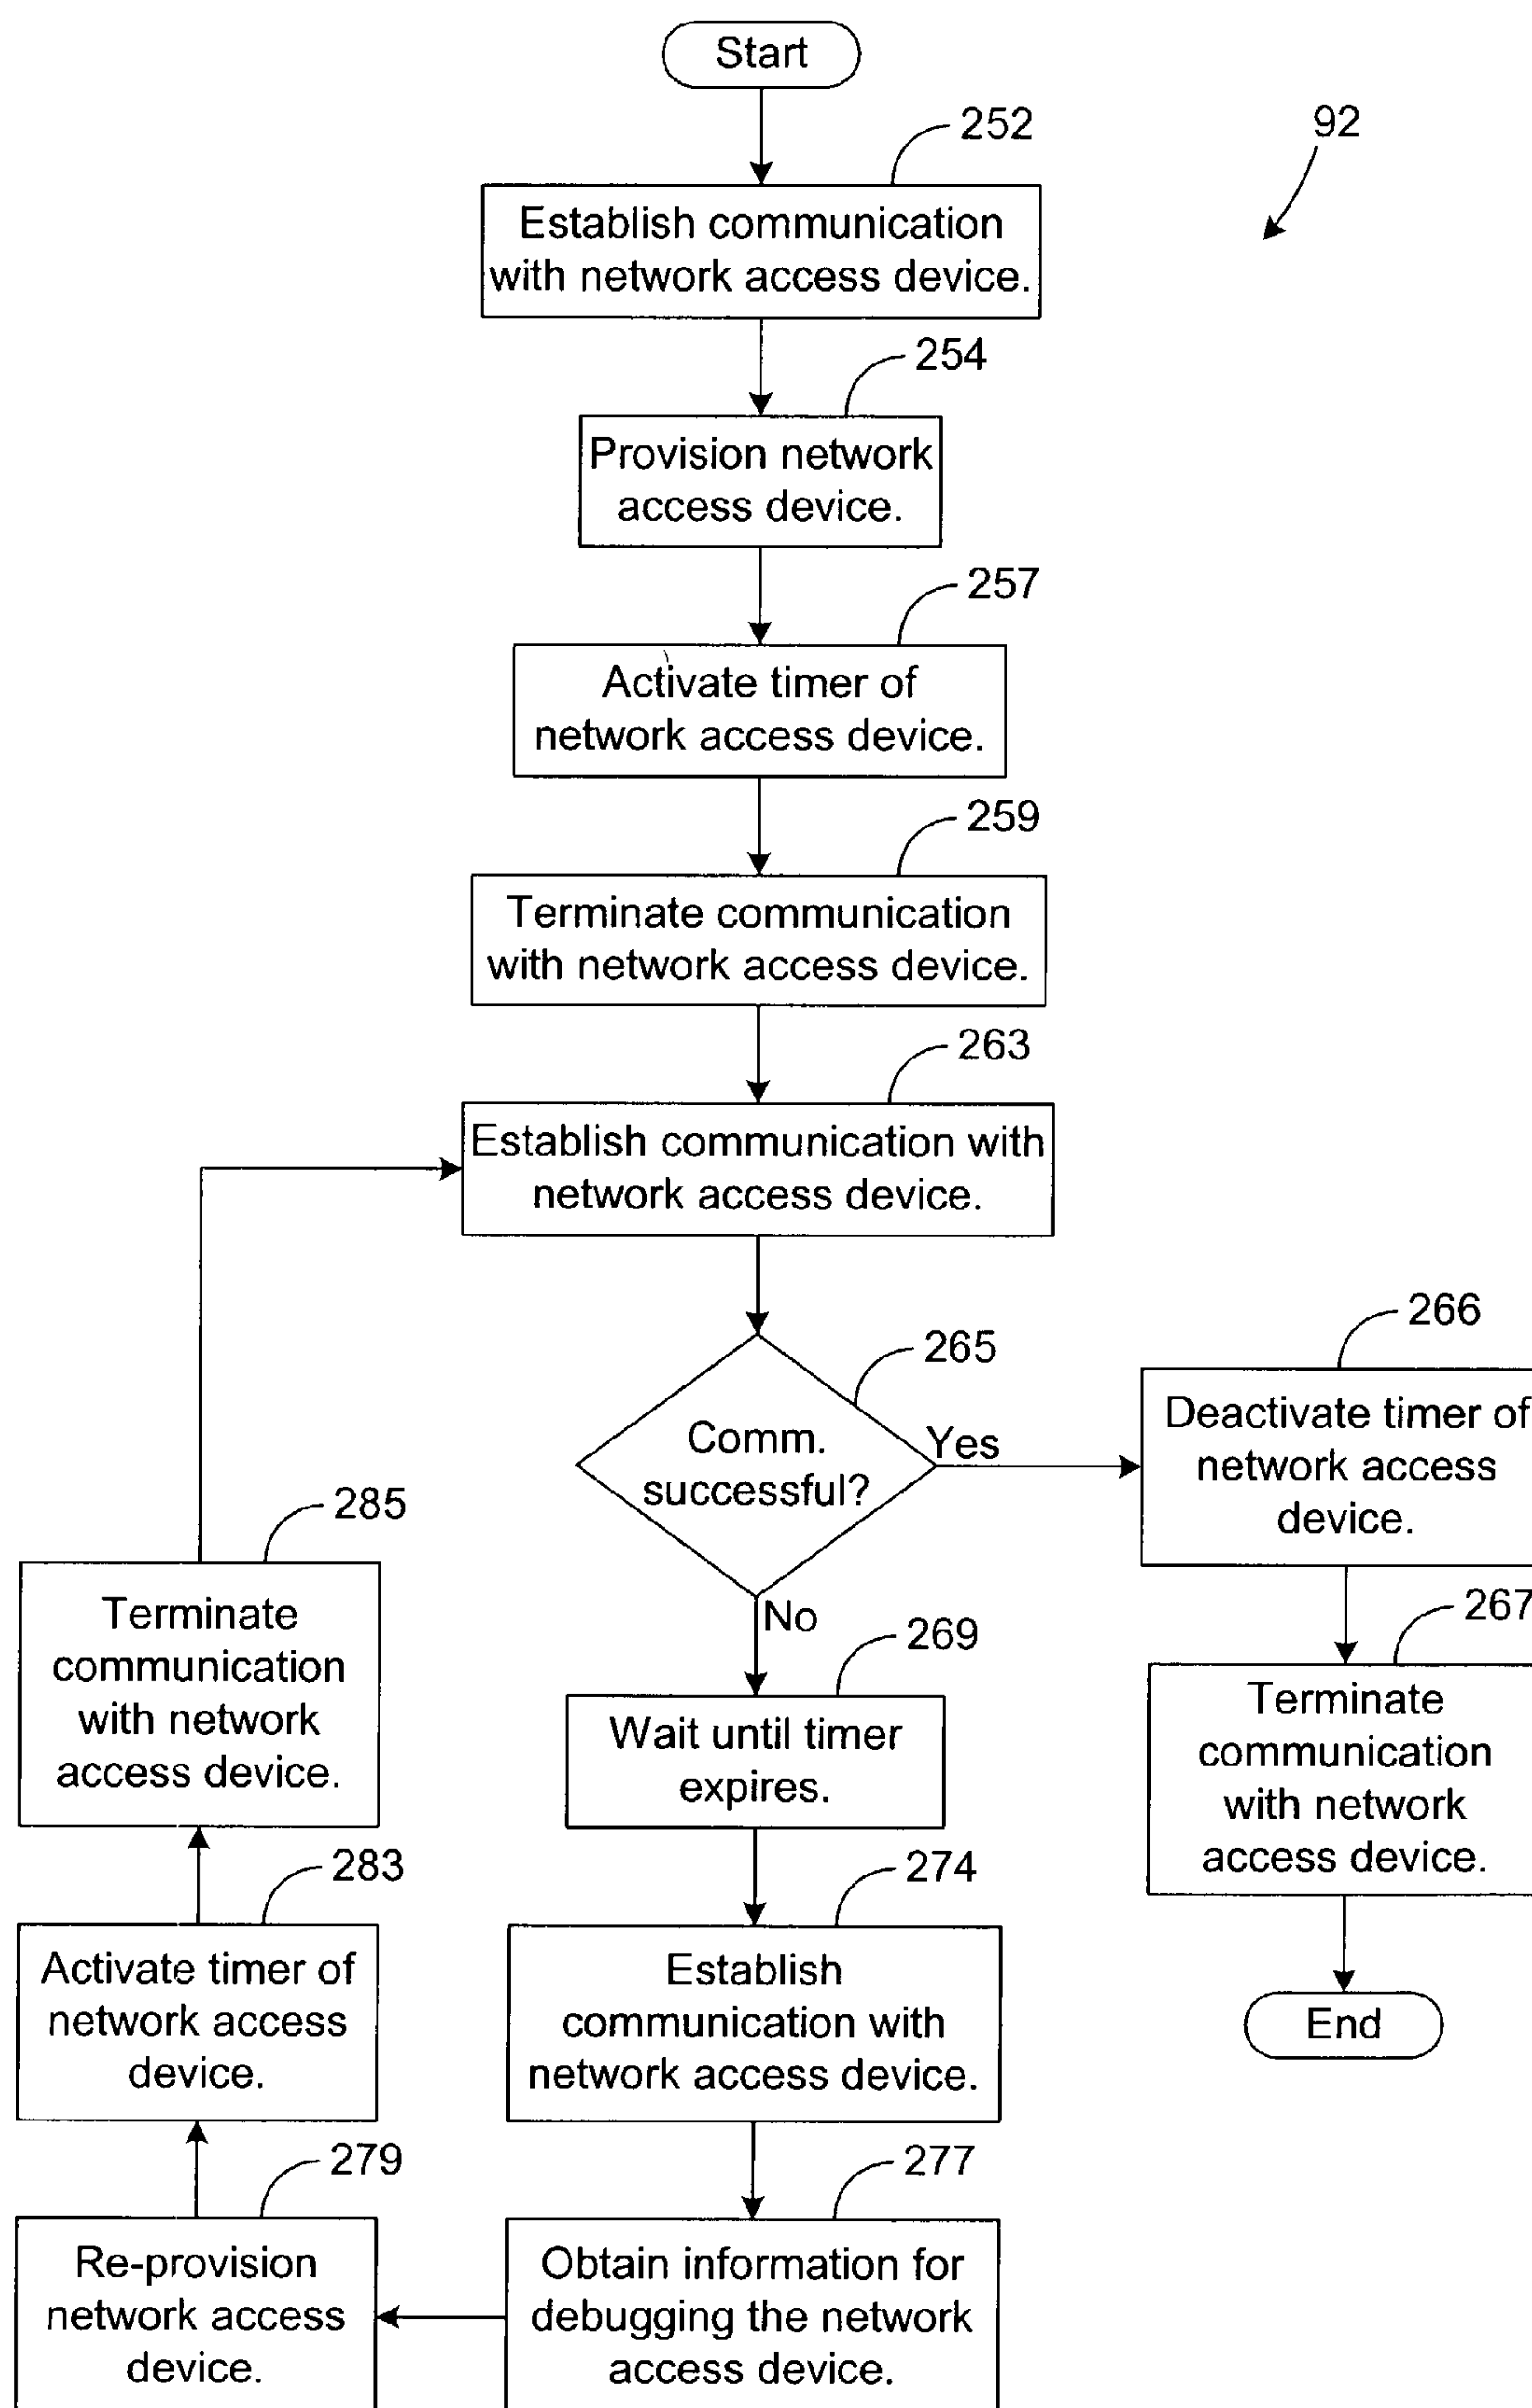 Start
252
92
Establish communication
with network access device.
254
Provision network
access device.
257
Activate timer of
network access device.
259
Terminate communication
with network access device.
263
Establish communication with
network access device.
265
Comm.
successful?
Yes
266
Deactivate timer of
network access
device.
267
Terminate
communication
with network
access device.
End
No
269
Wait until timer
expires.
274
Establish
communication with
network access device.
277
Obtain information for
debugging the network
access device.
279
Re-provision
network access
device.
283
Activate timer of
network access
device.
285
Terminate
communication
with network
access device.